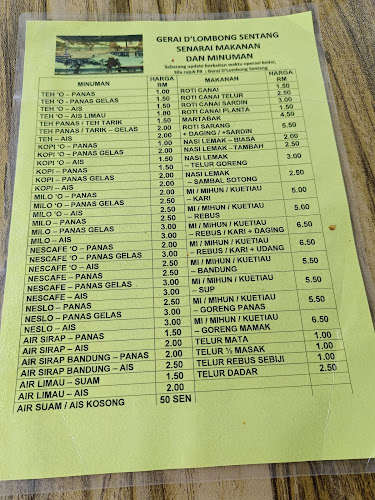 GERAI D'LOMBONG SENTANG
SENARAI MAKANAN
DAN MINUMAN
Sebarang update berkaitan waktu operasi kedai,
Sila rujuk FB : Gerai D'Lombong Sentang
MINUMAN HARGA RM
TEH 'O – PANAS 1.00
TEH 'O – PANAS GELAS 1.50
TEH 'O – AIS 1.50
TEH 'O – AIS LIMAU 1.80
TEH PANAS / TEH TARIK 1.50
TEH PANAS / TARIK – GELAS 2.00
TEH – AIS 2.00
KOPI 'O – PANAS
KOPI 'O – PANAS GELAS
KOPI 'O – AIS
KOPI – PANAS
KOPI – PANAS GELAS 2.00
KOPI – AIS 2.00
MILO 'O – PANAS 2.00
MILO 'O – PANAS GELAS 2.50
MILO 'O – AIS 2.50
MILO – PANAS 2.50
MILO – PANAS GELAS 3.00
MILO – AIS 3.00
NESCAFE 'O – PANAS 2.00
NESCAFE 'O – PANAS GELAS 2.50
NESCAFE 'O – AIS 2.50
NESCAFE – PANAS 2.50
NESCAFE – PANAS GELAS 3.00
NESCAFE – AIS 3.00
NESLO – PANAS 2.50
NESLO – PANAS GELAS 3.00
NESLO – AIS 3.00
AIR SIRAP – PANAS 1.50
AIR SIRAP – AIS 2.00
AIR SIRAP BANDUNG – PANAS 2.00
AIR SIRAP BANDUNG – AIS 2.50
AIR LIMAU – SUAM 1.50
AIR LIMAU – AIS 2.00
AIR SUAM / AIS KOSONG 50 SEN
MAKANAN HARGA RM
ROTI CANAI 1.50
ROTI CANAI TELUR 2.50
ROTI CANAI SARDIN 3.00
ROTI CANAI PLANTA 1.50
MARTABAK 4.50
ROTI SARANG 6.50
+ DAGING / +SARDIN
NASI LEMAK – BIASA 2.00
NASI LEMAK – TAMBAH 2.50
NASI LEMAK 3.00
– TELUR GORENG
NASI LEMAK
– SAMBAL SOTONG
MI / MIHUN / KUETIAU 5.00
– KARI
MI / MIHUN / KUETIAU
– REBUS
MI / MIHUN / KUETIAU 6.50
– REBUS / KARI + DAGING
MI / MIHUN / KUETIAU 6.50
– REBUS / KARI + UDANG
MI / MIHUN / KUETIAU 5.50
– BANDUNG
MI / MIHUN / KUETIAU 5.50
– SUP
MI / MIHUN / KUETIAU 5.50
– GORENG PANAS
MI / MIHUN / KUETIAU 6.50
– GORENG MAMAK
TELUR MATA 1.00
TELUR ½ MASAK 1.00
TELUR REBUS SEBIJI 1.00
TELUR DADAR 2.50